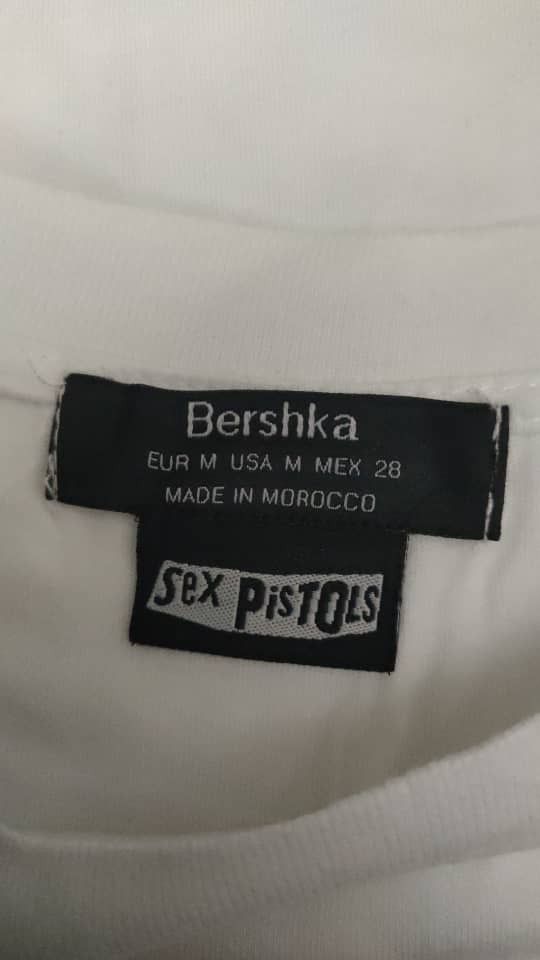 Bershka
EUR M USA M MEX 28
MADE IN MOROCCO
SeX PiSTOLS